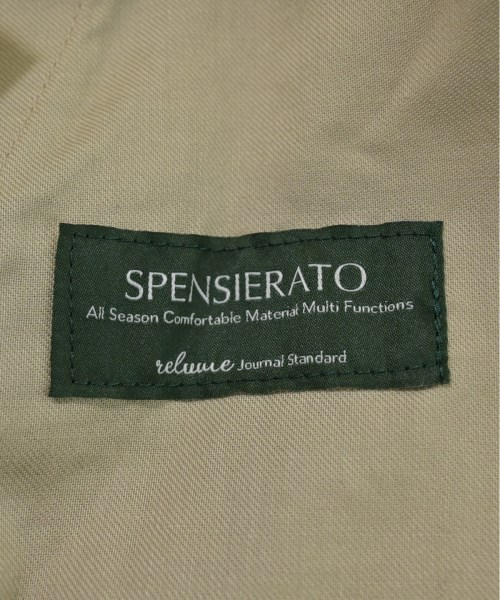 SPENSIERATO
All Season Comfortable Material Multi Functions
relume Journal Standard